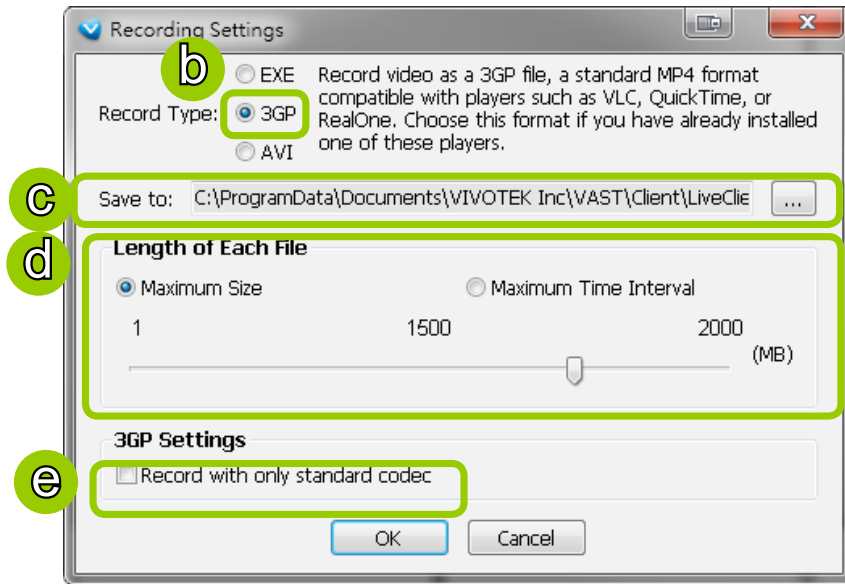 Recording Settings
b
EXE
Record Type:
3GP
AVI
Record video as a 3GP file, a standard MP4 format
compatible with players such as VLC, QuickTime, or
RealOne. Choose this format if you have already installed
one of these players.
c
Save to: C:\ProgramData\Documents\VIVOTEK Inc\VAST\Client\LiveClie ...
d
Length of Each File
Maximum Size Maximum Time Interval
1 1500 2000
(MB)
3GP Settings
e
Record with only standard codec
OK Cancel